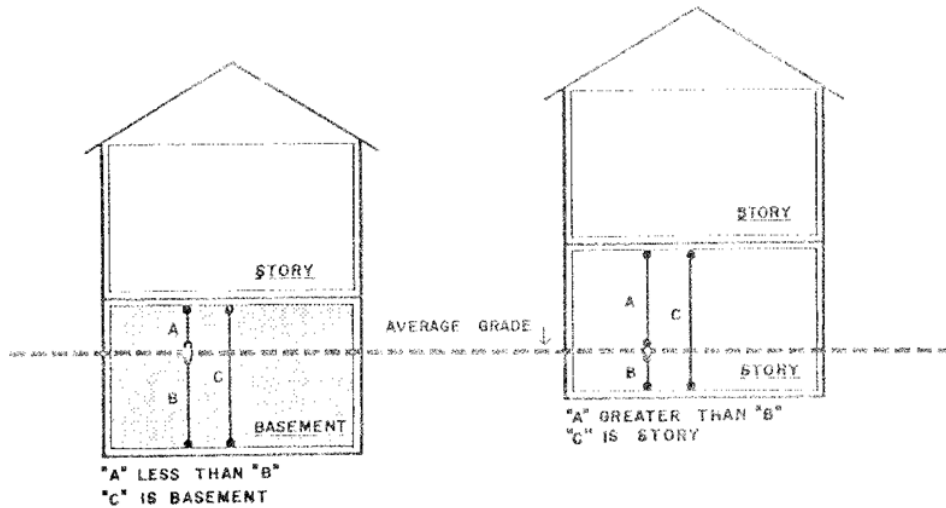 STORY
A
C
B
BASEMENT
"A" LESS THAN "B"
"C" IS BASEMENT
AVERAGE GRADE
STORY
A
C
B
STORY
"A" GREATER THAN "B"
"C" IS STORY